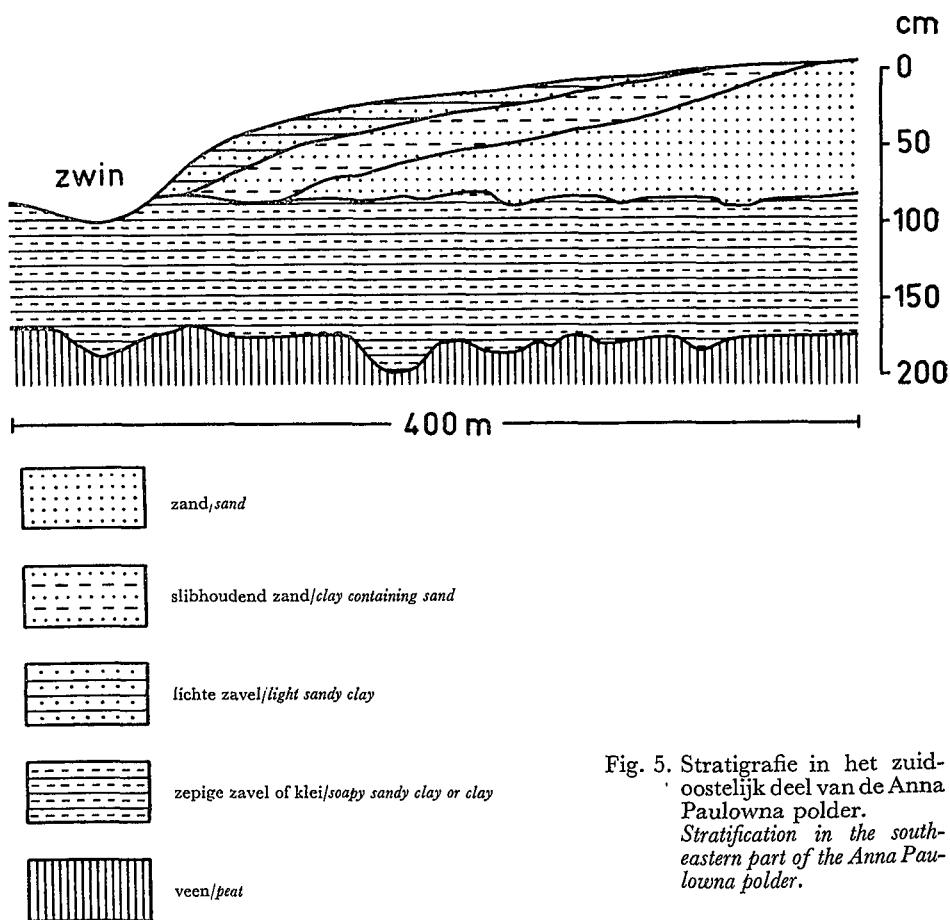 cm
0
50
zwin
100
150
200
400 m
zand/sand
slibhoudend zand/clay containing sand
lichte zavel/light sandy clay
zepige zavel of klei/soapy sandy clay or clay
veen/peat
Fig. 5. Stratigrafie in het zuid-
oostelijk deel van de Anna
Paulowna polder.
Stratification in the south-
eastern part of the Anna Pau-
lowna polder.